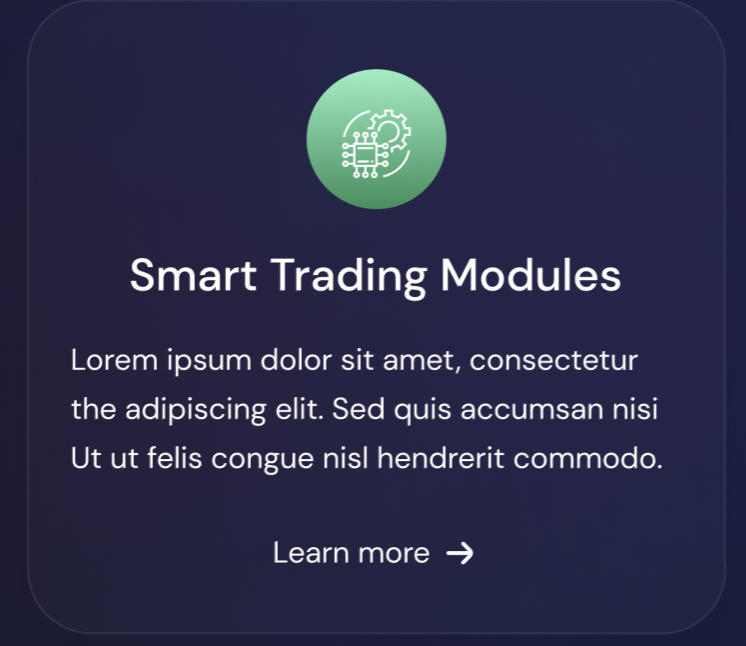 Smart Trading Modules
Lorem ipsum dolor sit amet, consectetur
the adipiscing elit. Sed quis accumsan nisi
Ut ut felis congue nisl hendrerit commodo.
Learn more →